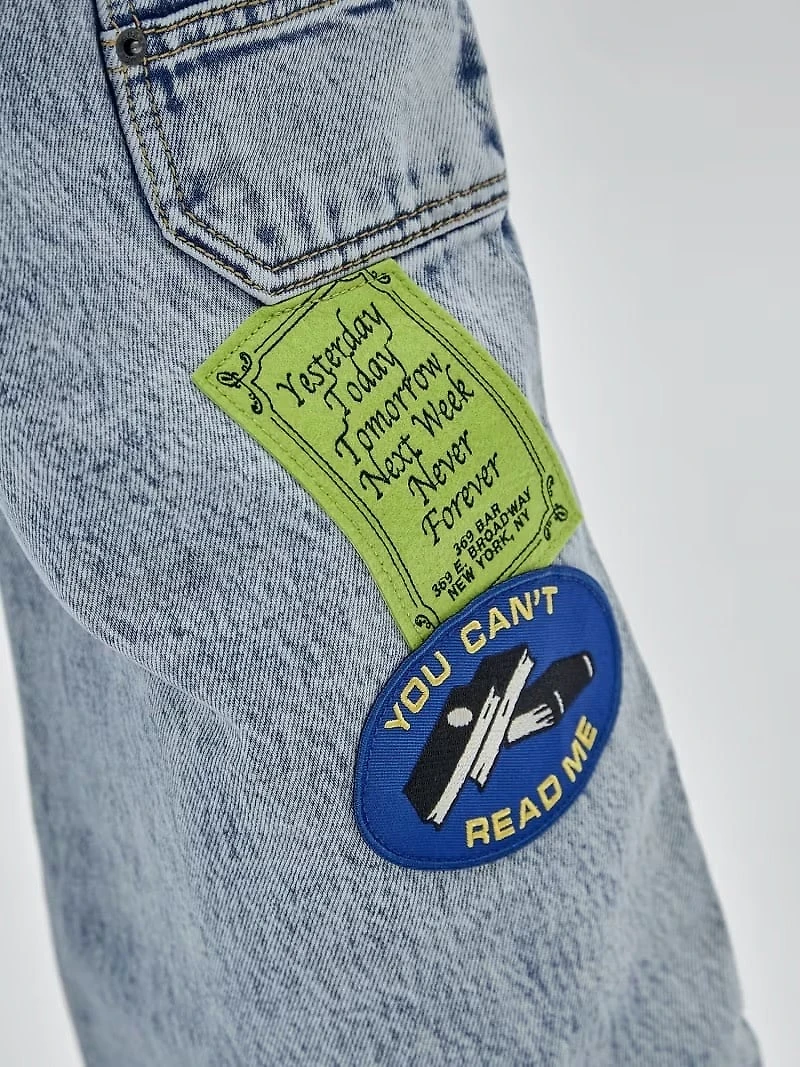 Yesterday
Today
Tomorrow
Next Week
Never
Forever
369 BAR
369 E. BROADWAY
NEW YORK, NY
YOU CAN'T
READ ME